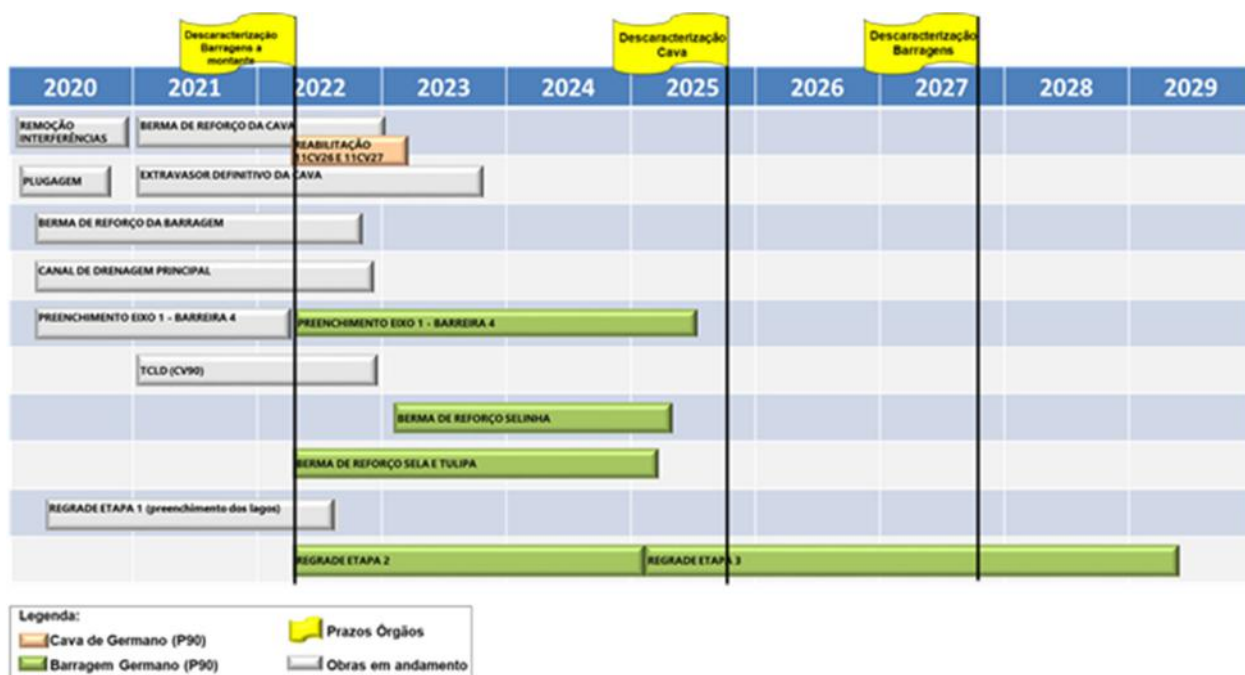 Descaracterização
Barragens a
montante
Descaracterização
Cava
Descaracterização
Barragens
2020 2021 2022 2023 2024 2025 2026 2027 2028 2029
REMOÇÃO
INTERFERÊNCIAS
BERMA DE REFORÇO DA CAVA
REABILITAÇÃO
11CV26 E 11CV27
PLUGAGEM
EXTRAVASOR DEFINITIVO DA CAVA
BERMA DE REFORÇO DA BARRAGEM
CANAL DE DRENAGEM PRINCIPAL
PREENCHIMENTO EIXO 1 - BARREIRA 4
PREENCHIMENTO EIXO 1 - BARREIRA 4
TCLD (CV90)
BERMA DE REFORÇO SELINHA
BERMA DE REFORÇO SELA E TULIPA
REGRADE ETAPA 1 (preenchimento dos lagos)
REGRADE ETAPA 2
REGRADE ETAPA 3
Legenda:
Cava de Germano (P90)
Prazos Órgãos
Barragem Germano (P90)
Obras em andamento